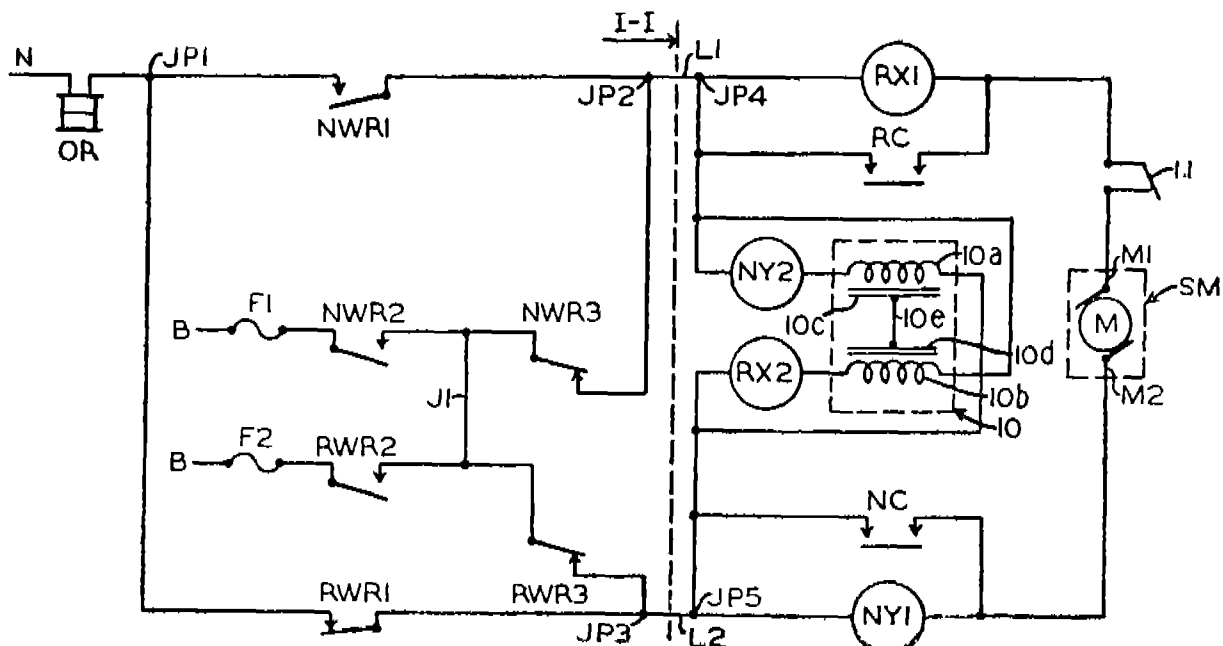 I-I
N
JP1
L1
JP2
JP4
RX1
OR
NWR1
RC
11
10a
NY2
M1
SM
F1
NWR2
NWR3
10c
10e
B
M
10d
RX2
J1
10b
M2
F2
RWR2
10
B
NC
RWR1
RWR3
JP5
JP3
L2
NY1